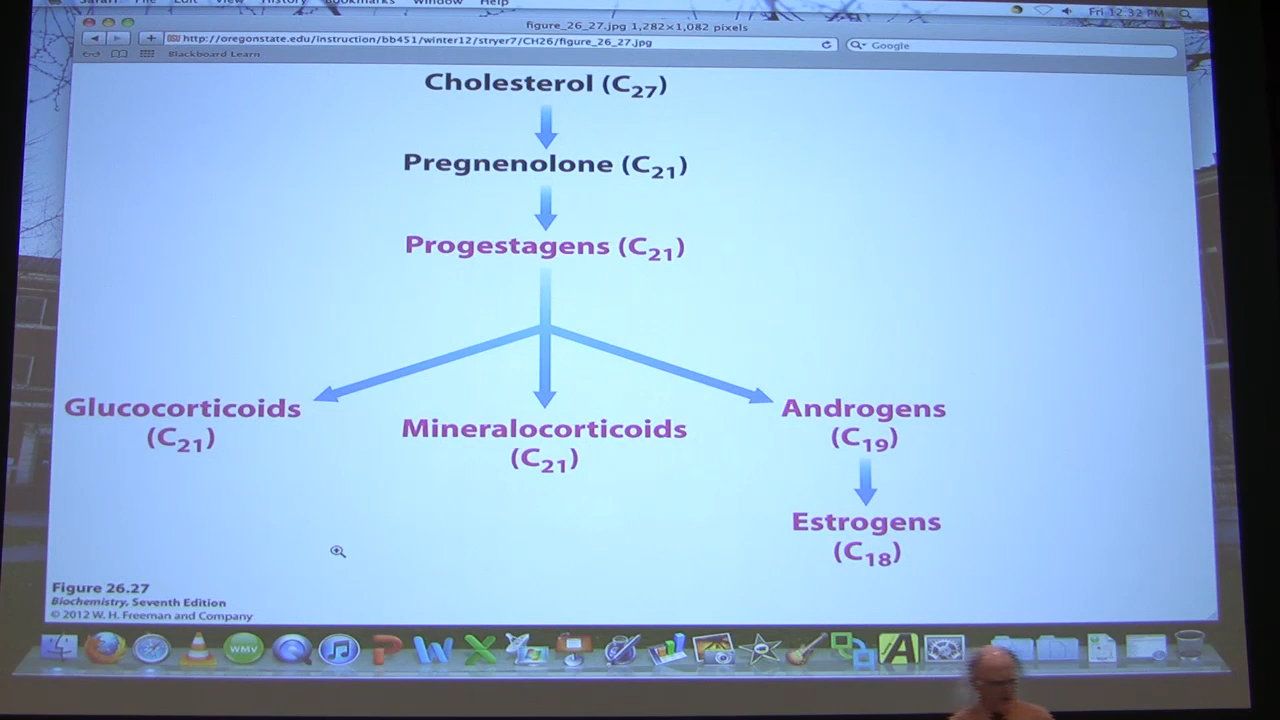 Safari File Edit View History Bookmarks Window Help
Fri 12:32 PM
figure_26_27.jpg 1,282×1,082 pixels
http://oregonstate.edu/instruction/bb451/winter12/stryer7/CH26/figure_26_27.jpg
Google
Blackboard Learn
Cholesterol (C27)
Pregnenolone (C21)
Progestagens (C21)
Glucocorticoids
(C21)
Mineralocorticoids
(C21)
Androgens
(C19)
Estrogens
(C18)
Figure 26.27
Biochemistry, Seventh Edition
© 2012 W. H. Freeman and Company
WMV
P
W
X
A